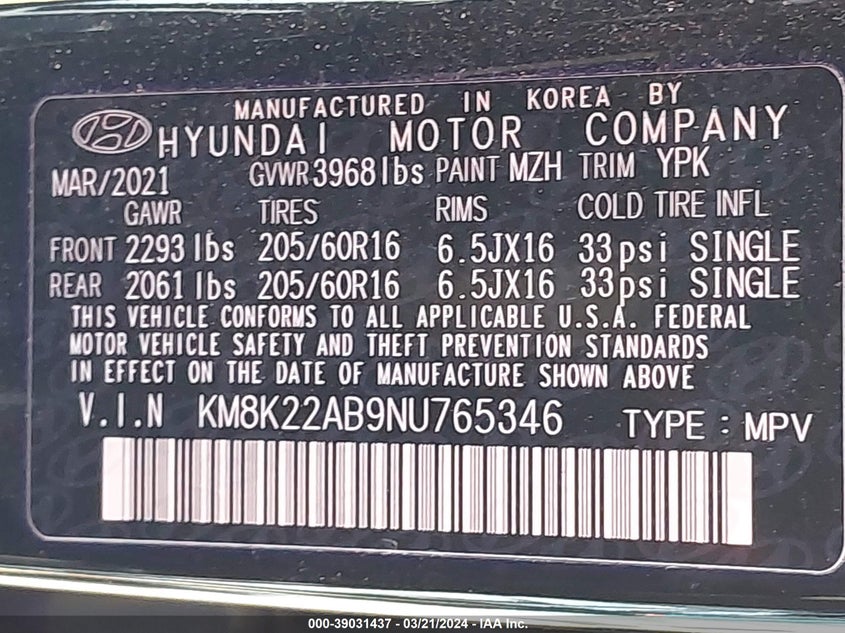 MANUFACTURED IN KOREA BY
HYUNDAI MOTOR COMPANY
MAR/2021 GVWR 3968 lbs PAINT MZH TRIM YPK
GAWR TIRES RIMS COLD TIRE INFL
FRONT 2293 lbs 205/60R16 6.5JX16 33psi SINGLE
REAR 2061 lbs 205/60R16 6.5JX16 33psi SINGLE
THIS VEHICLE CONFORMS TO ALL APPLICABLE U.S.A. FEDERAL
MOTOR VEHICLE SAFETY AND THEFT PREVENTION STANDARDS
IN EFFECT ON THE DATE OF MANUFACTURE SHOWN ABOVE
V.I.N KM8K22AB9NU765346 TYPE : MPV
000-39031437 - 03/21/2024 - IAA Inc.